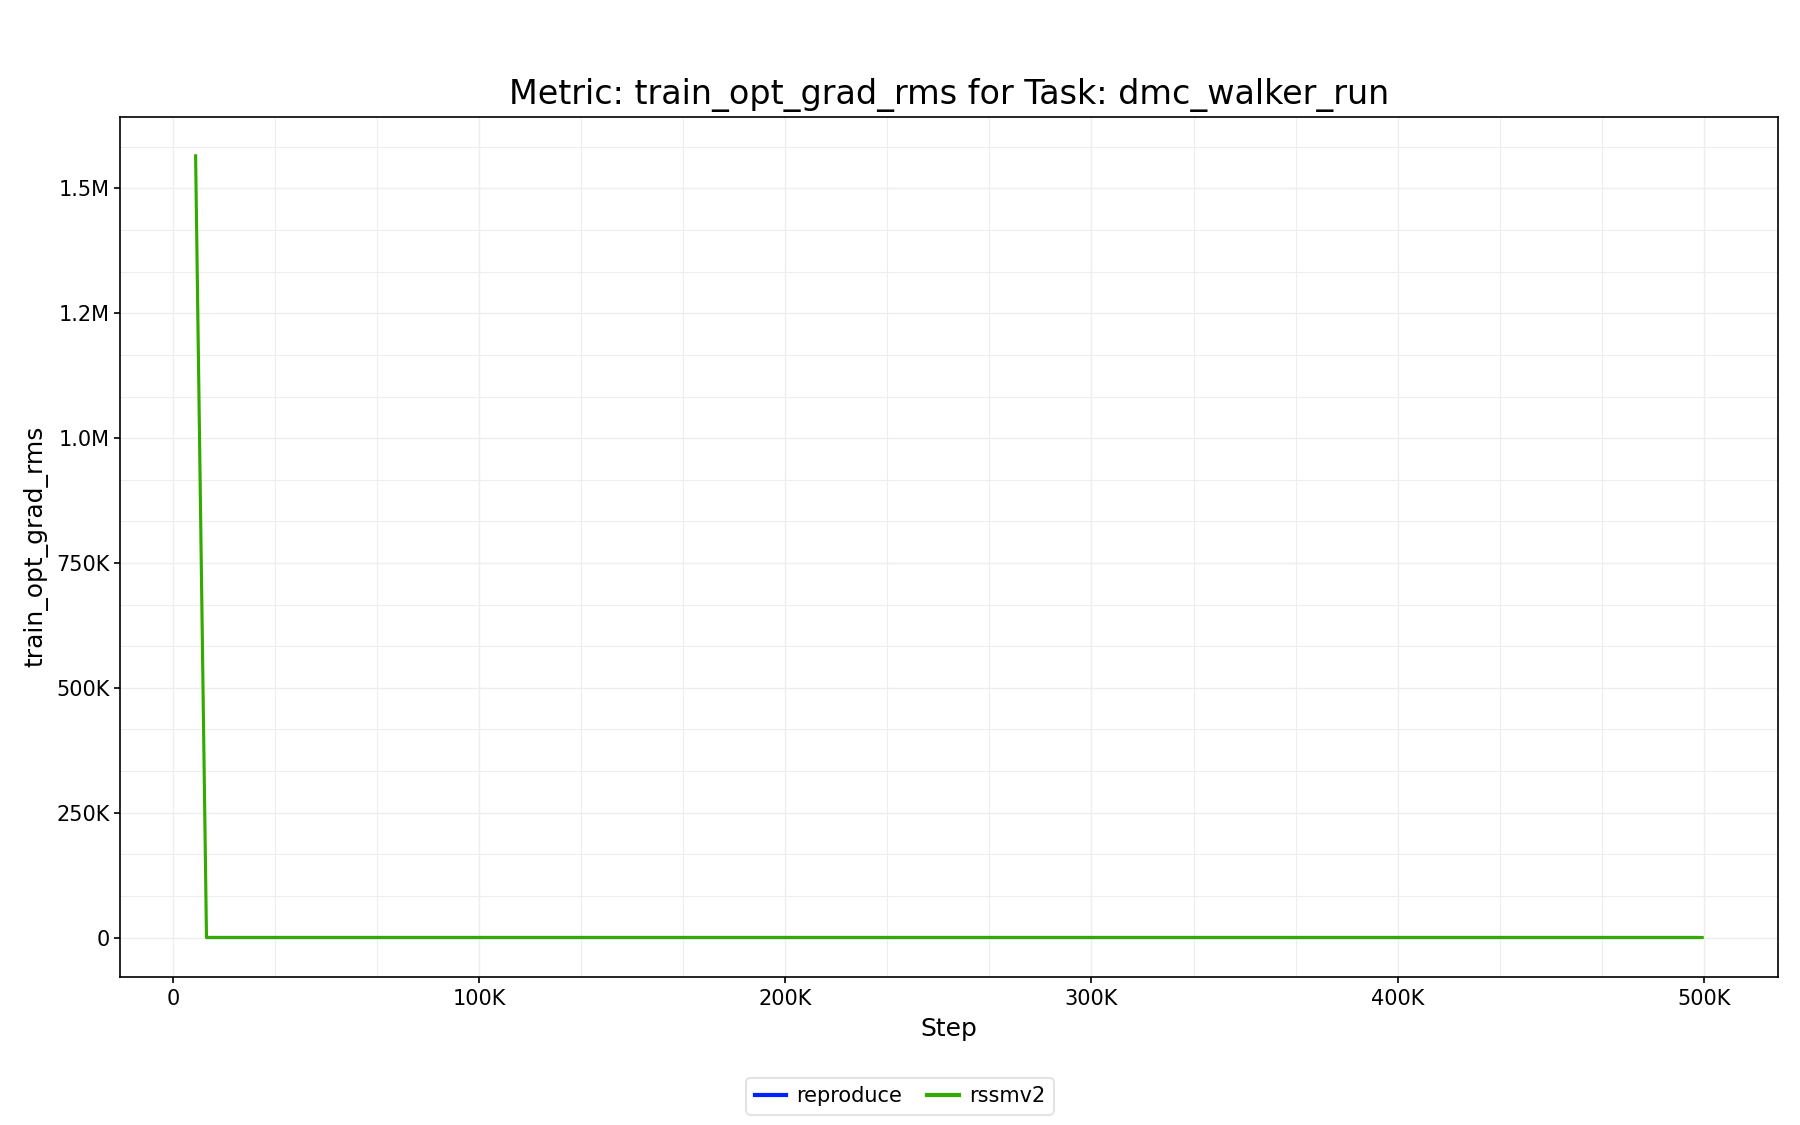 Metric: train_opt_grad_rms for Task: dmc_walker_run
train_opt_grad_rms
1.5M
1.2M
1.0M
750K
500K
250K
0
0 100K 200K 300K 400K 500K
Step
reproduce rssmv2